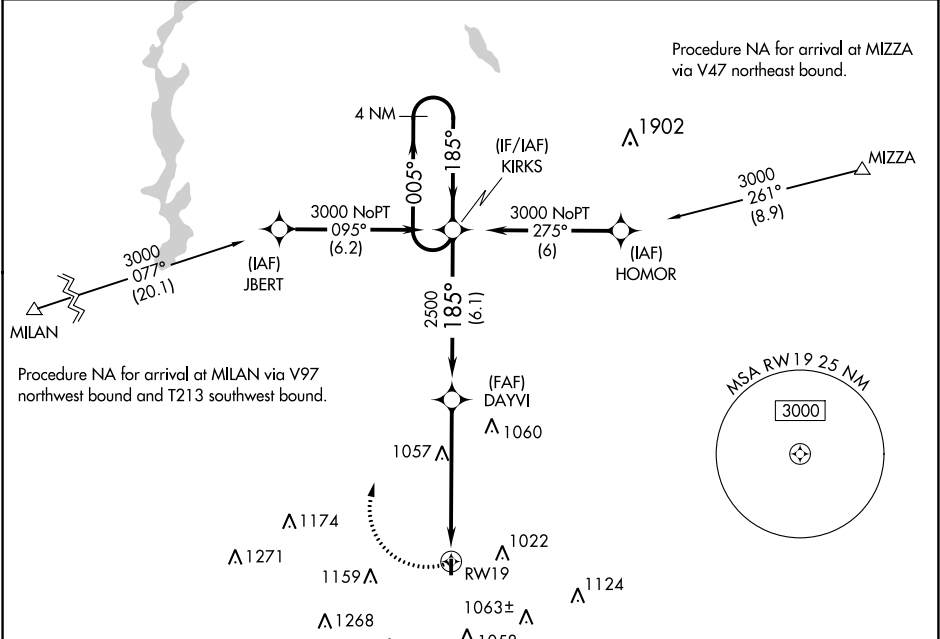 Procedure NA for arrival at MIZZA
via V47 northeast bound.
4 NM
005°
185°
(IF/IAF)
KIRKS
1902
MIZZA
3000
261°
(8.9)
3000 NoPT
095°
(6.2)
3000 NoPT
275°
(6)
(IAF)
JBERT
(IAF)
HOMOR
3000
077°
(20.1)
MILAN
2500
185°
(6.1)
Procedure NA for arrival at MILAN via V97
northwest bound and T213 southwest bound.
MSA RW19 25 NM
3000
(FAF)
DAYVI
1060
1057
1174
1271
1022
RW19
1159
1124
1063±
1268